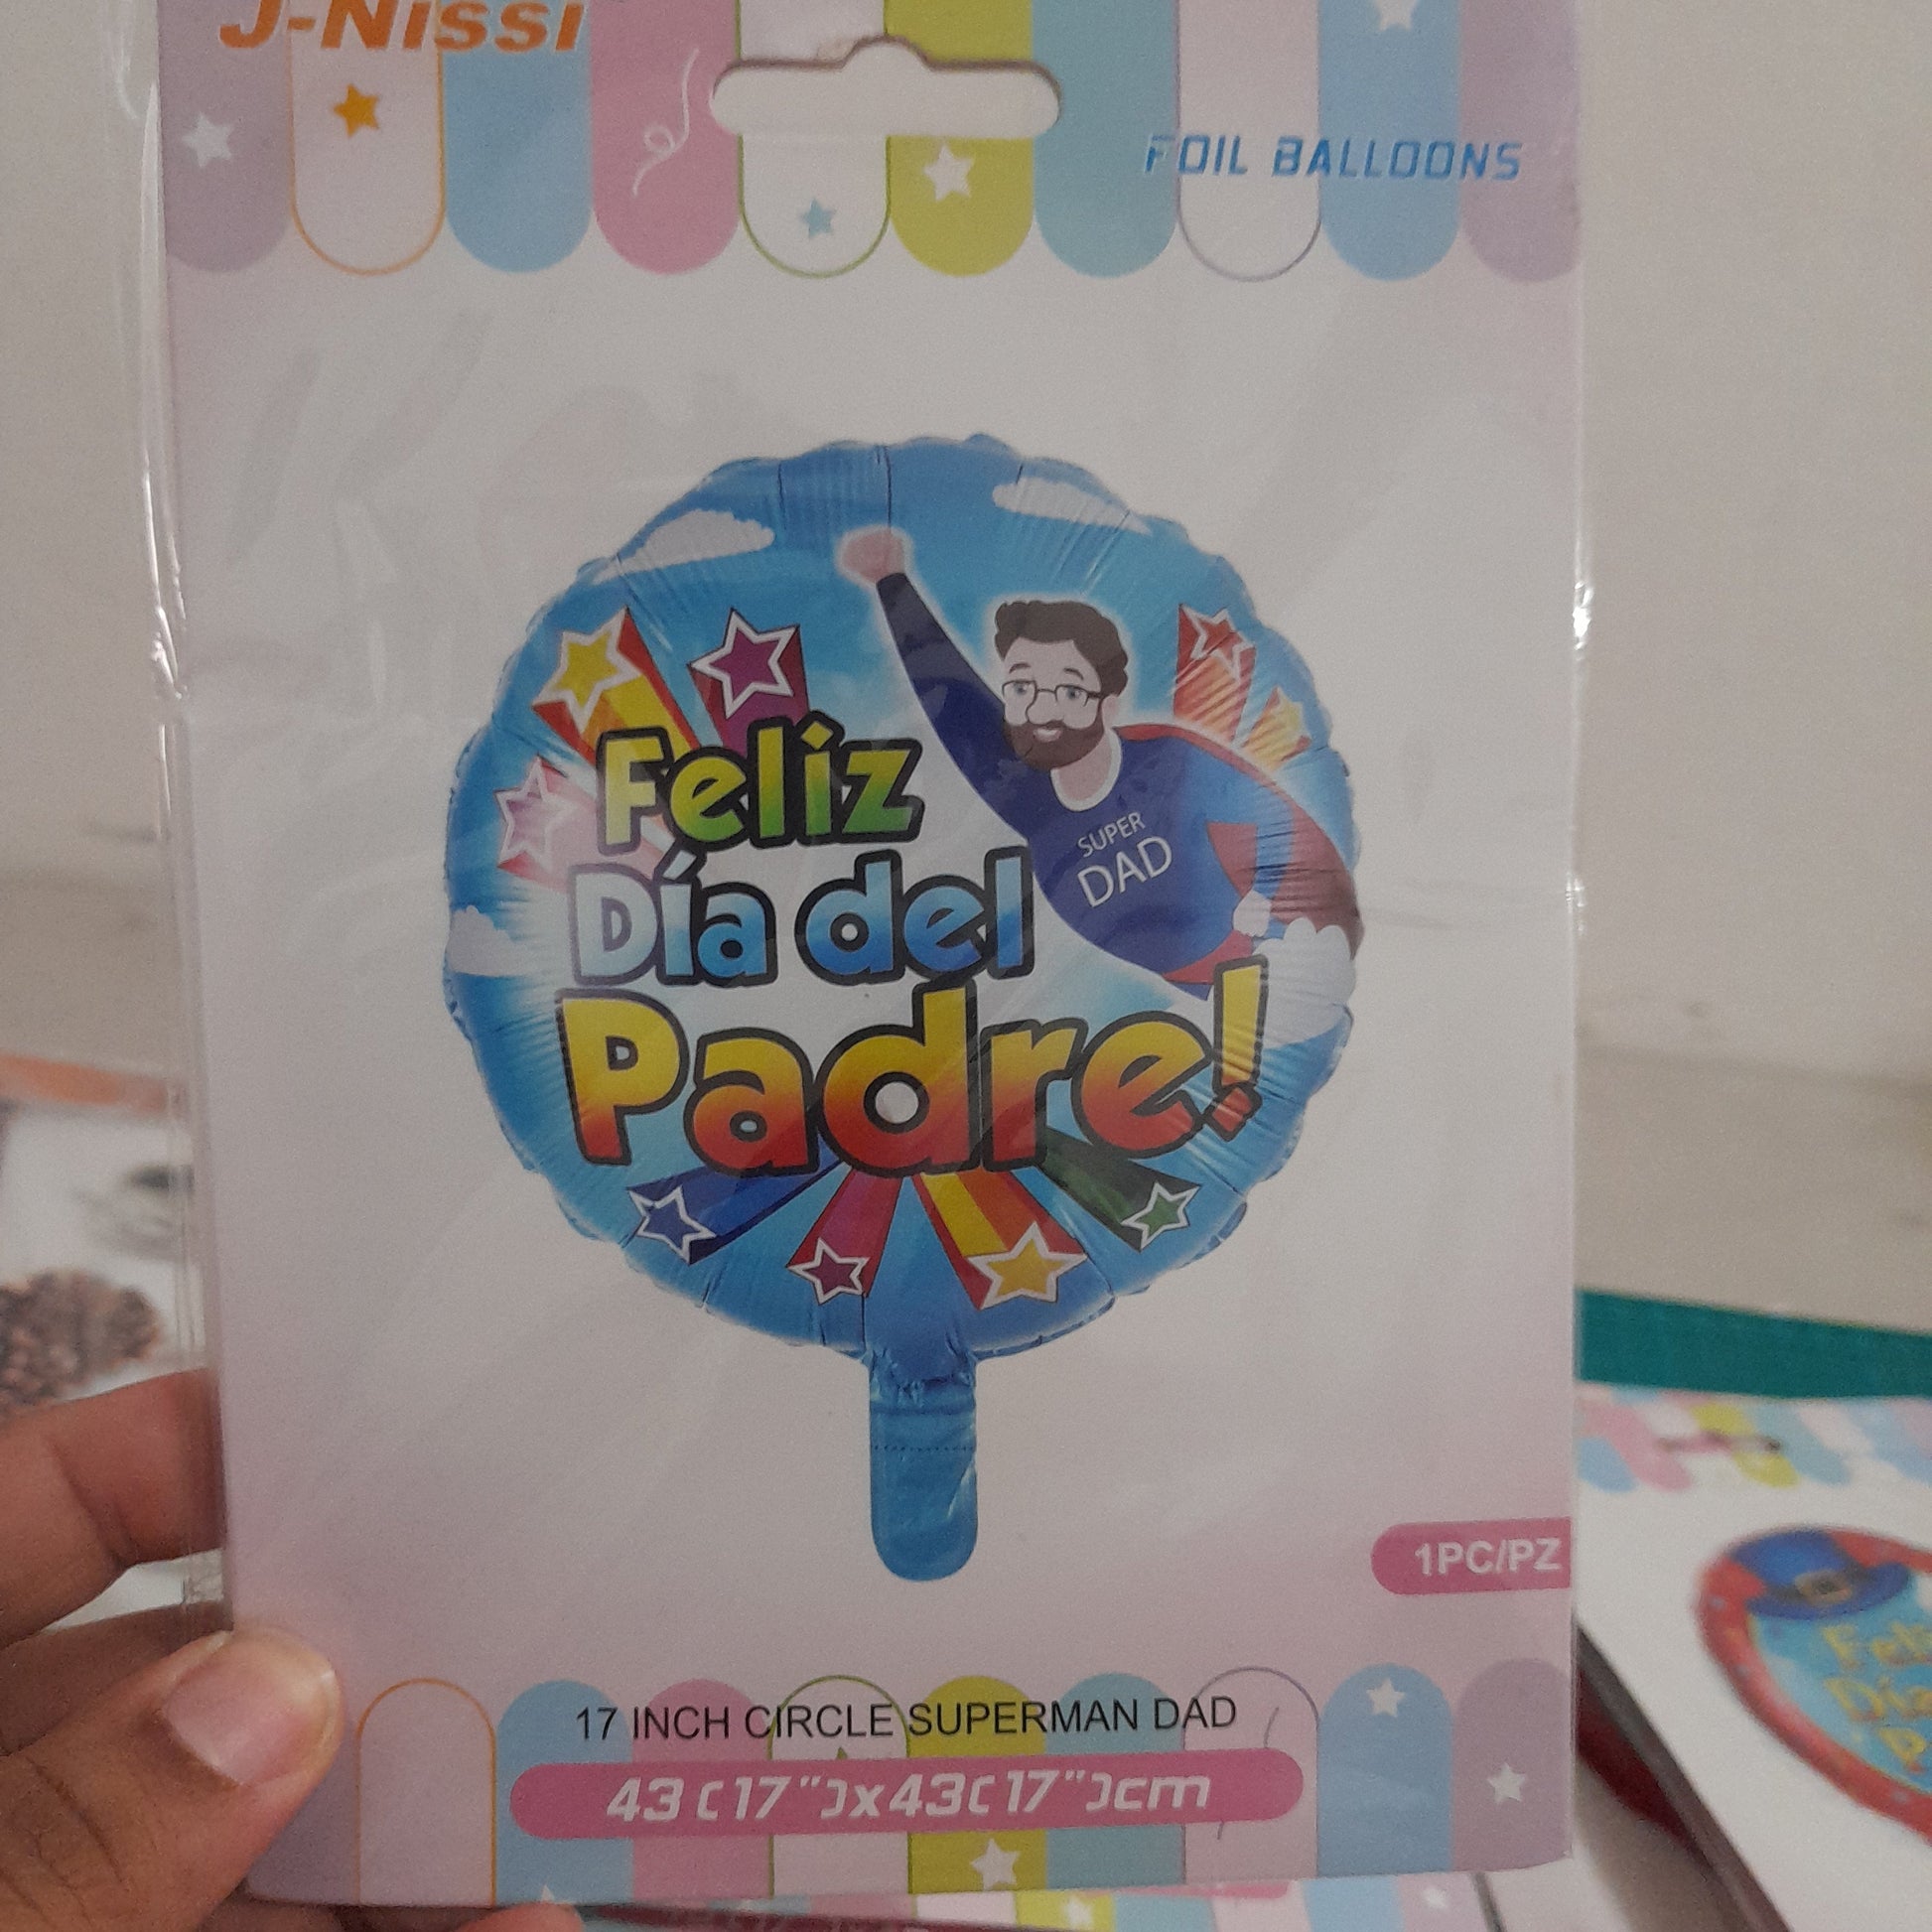 J-Nissi
FOIL BALLOONS
Feliz
Día del
Padre!
SUPER
DAD
1PC/PZ
17 INCH CIRCLE SUPERMAN DAD
43(17")x43(17")cm